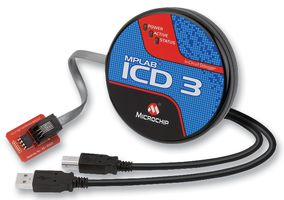 POWER
ACTIVE
STATUS
MPLAB
ICD 3
MICROCHIP